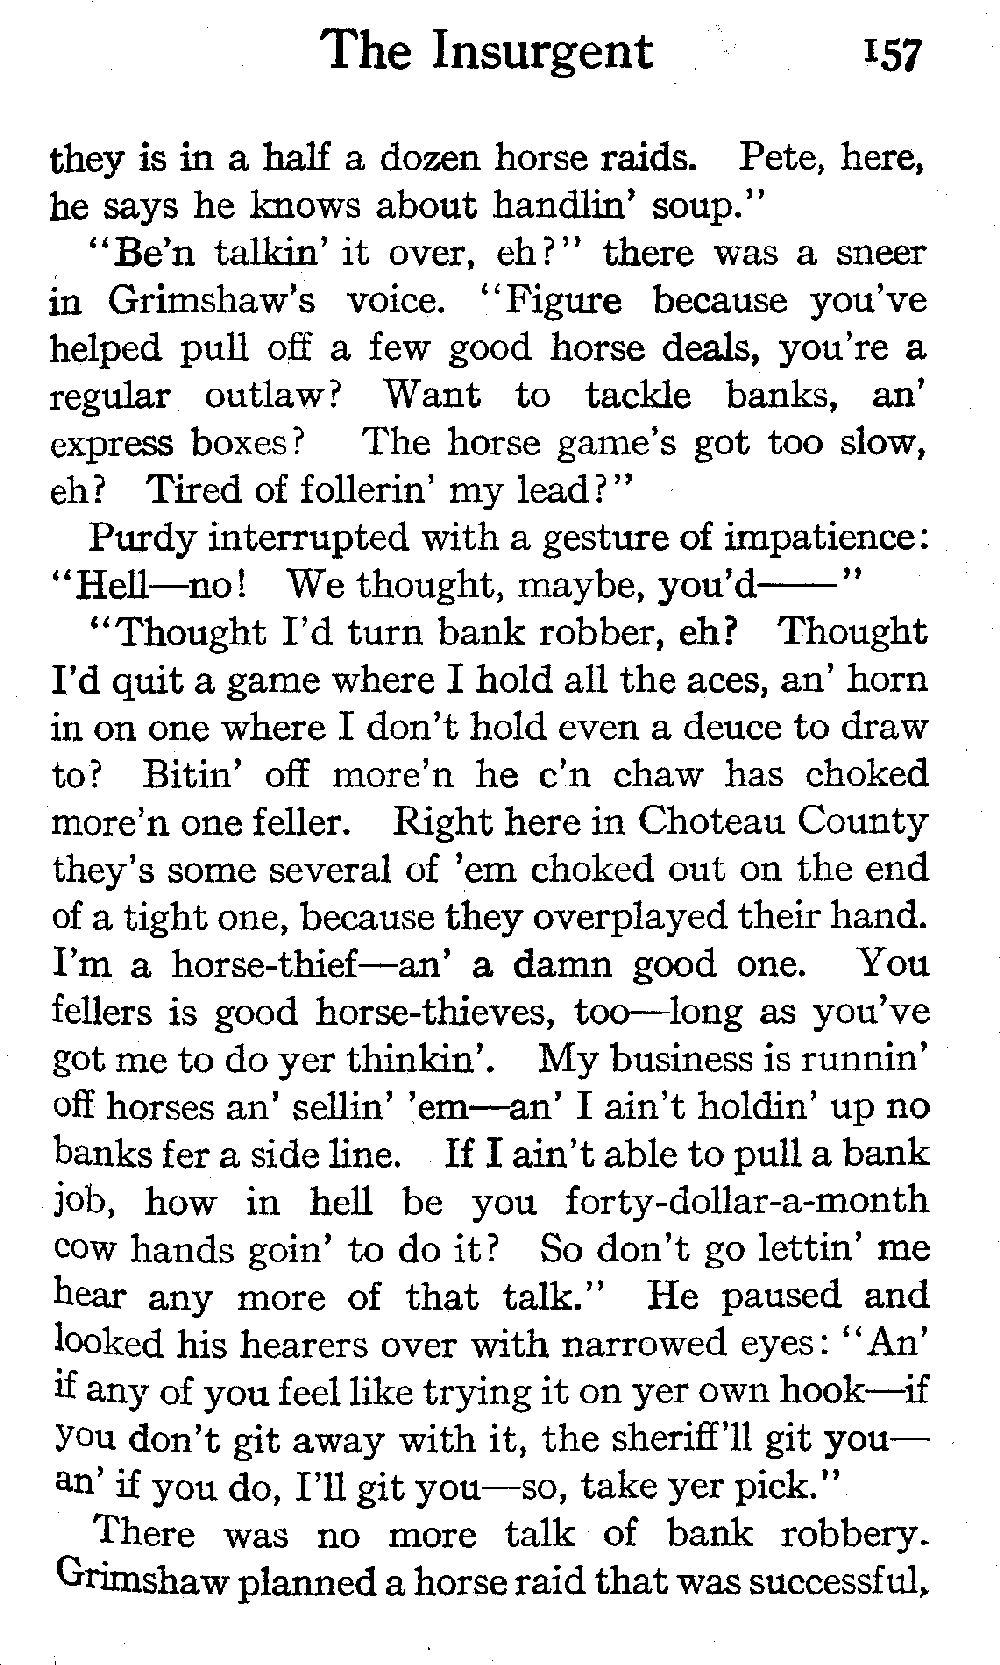 The Insurgent 157
they is in a half a dozen horse raids. Pete, here,
he says he knows about handlin' soup."
"Be'n talkin' it over, eh?" there was a sneer
in Grimshaw's voice. "Figure because you've
helped pull off a few good horse deals, you're a
regular outlaw? Want to tackle banks, an'
express boxes? The horse game's got too slow,
eh? Tired of follerin' my lead?"
Purdy interrupted with a gesture of impatience:
"Hell—no! We thought, maybe, you'd——"
"Thought I'd turn bank robber, eh? Thought
I'd quit a game where I hold all the aces, an' horn
in on one where I don't hold even a deuce to draw
to? Bitin' off more'n he c'n chaw has choked
more'n one feller. Right here in Choteau County
they's some several of 'em choked out on the end
of a tight one, because they overplayed their hand.
I'm a horse-thief—an' a damn good one. You
fellers is good horse-thieves, too—long as you've
got me to do yer thinkin'. My business is runnin'
off horses an' sellin' 'em—an' I ain't holdin' up no
banks fer a side line. If I ain't able to pull a bank
job, how in hell be you forty-dollar-a-month
cow hands goin' to do it? So don't go lettin' me
hear any more of that talk." He paused and
looked his hearers over with narrowed eyes: "An'
if any of you feel like trying it on yer own hook—if
you don't git away with it, the sheriff'll git you—
an' if you do, I'll git you—so, take yer pick."
There was no more talk of bank robbery.
Grimshaw planned a horse raid that was successful,